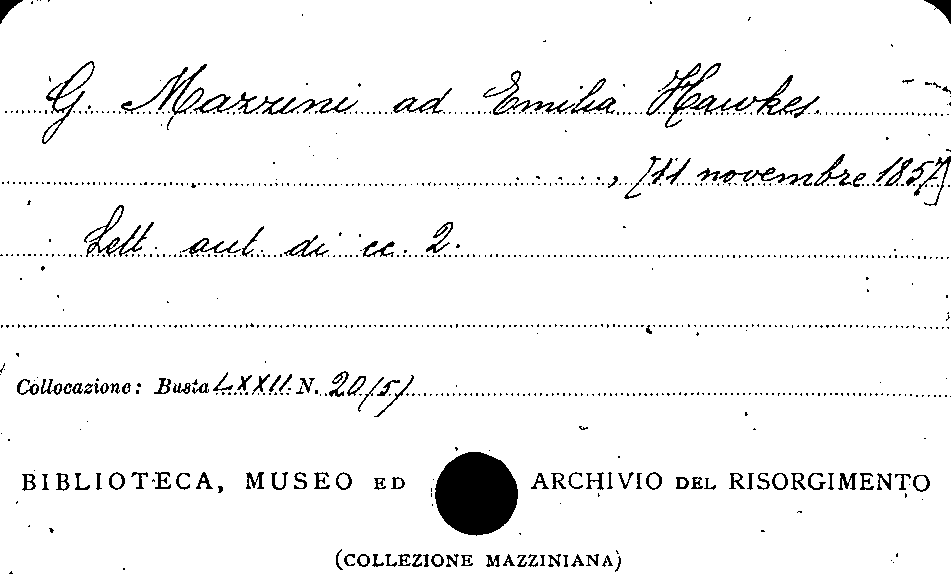 G. Mazzini ad Emilia Hawkes
....., [11 novembre 1857]
Lett. aut. di cc. 2.
Collocazione: Busta LXXII N. 20(5)
BIBLIOTECA, MUSEO ED ARCHIVIO DEL RISORGIMENTO
(COLLEZIONE MAZZINIANA)